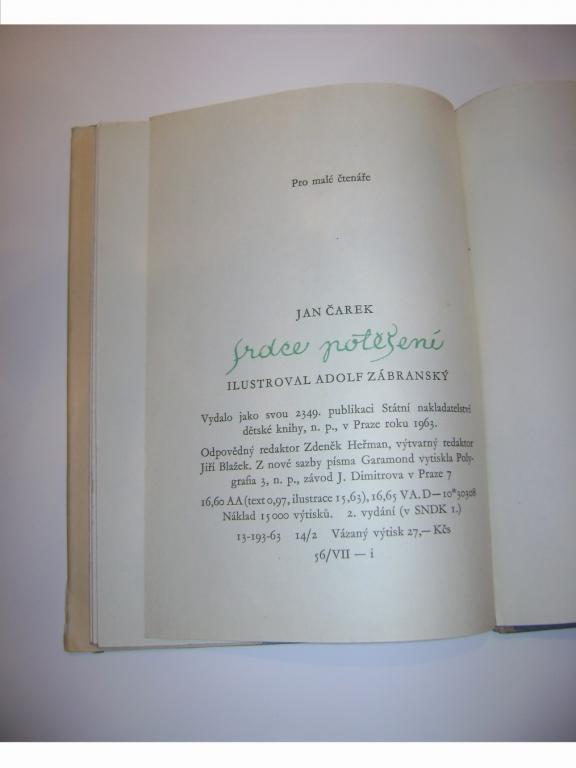 Pro malé čtenáře
JAN ČAREK
Srdce potěšení
ILUSTROVAL ADOLF ZÁBRANSKÝ
Vydalo jako svou 2349. publikaci Státní nakladatelství
dětské knihy, n. p., v Praze roku 1963.
Odpovědný redaktor Zdeněk Heřman, výtvarný redaktor
Jiří Blažek. Z nové sazby písma Garamond vytiskla Poly-
grafia 3, n. p., závod J. Dimitrova v Praze 7
16,60 AA (text 0,97, ilustrace 15,63), 16,65 VA. D—10*30308
Náklad 15 000 výtisků. 2. vydání (v SNDK 1.)
13-193-63 14/2 Vázaný výtisk 27,— Kčs
56/VII — i